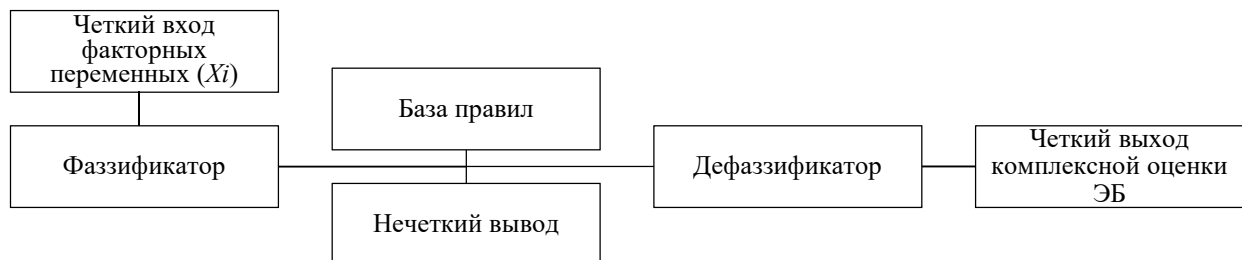 Четкий вход
факторных
переменных (Xi)
База правил
Фаззификатор
Дефаззификатор
Четкий выход
комплексной оценки
ЭБ
Нечеткий вывод